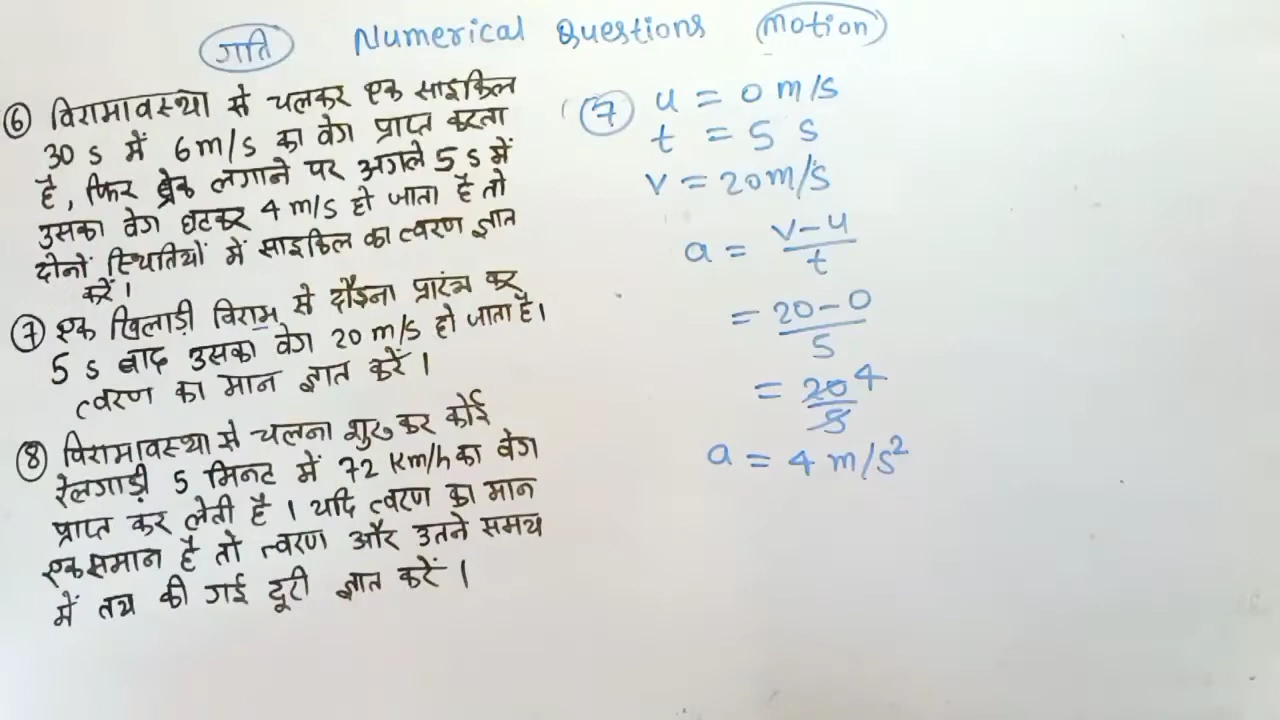 गति Numerical Questions (motion)
⑥ विरामावस्था से चलकर एक साइकिल
30 s में 6 m/s का वेग प्राप्त करता
है, फिर ब्रेक लगाने पर अगले 5 s में
उसका वेग घटकर 4 m/s हो जाता है तो
दोनों स्थितियों में साइकिल का त्वरण ज्ञात
करें।
⑦ एक खिलाड़ी विराम से दौड़ना प्रारंभ कर
5 s बाद उसका वेग 20 m/s हो जाता है।
त्वरण का मान ज्ञात करें।
⑧ विरामावस्था से चलना शुरु कर कोई
रेलगाड़ी 5 मिनट में 72 km/h का वेग
प्राप्त कर लेती है। यदि त्वरण का मान
एकसमान है तो त्वरण और उतने समय
में तय की गई दूरी ज्ञात करें।
⑦ u = 0 m/s
t = 5 s
v = 20 m/s
a = v-u
t
= 20-0
5
= 20 4
5
a = 4 m/s²